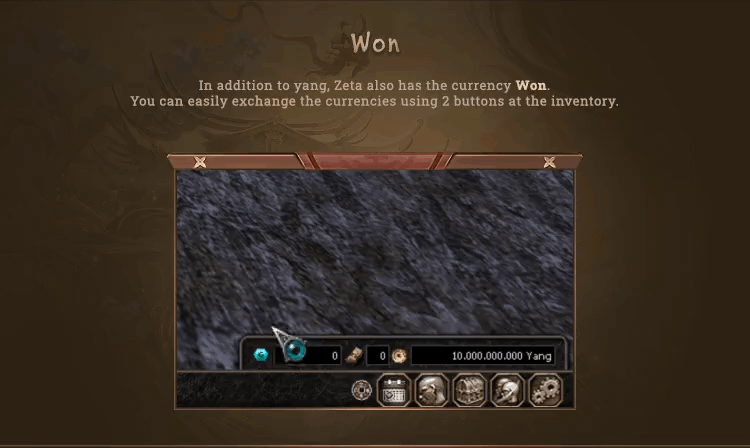 Won
In addition to yang, Zeta also has the currency Won.
You can easily exchange the currencies using 2 buttons at the inventory.
0 0 10.000.000.000 Yang